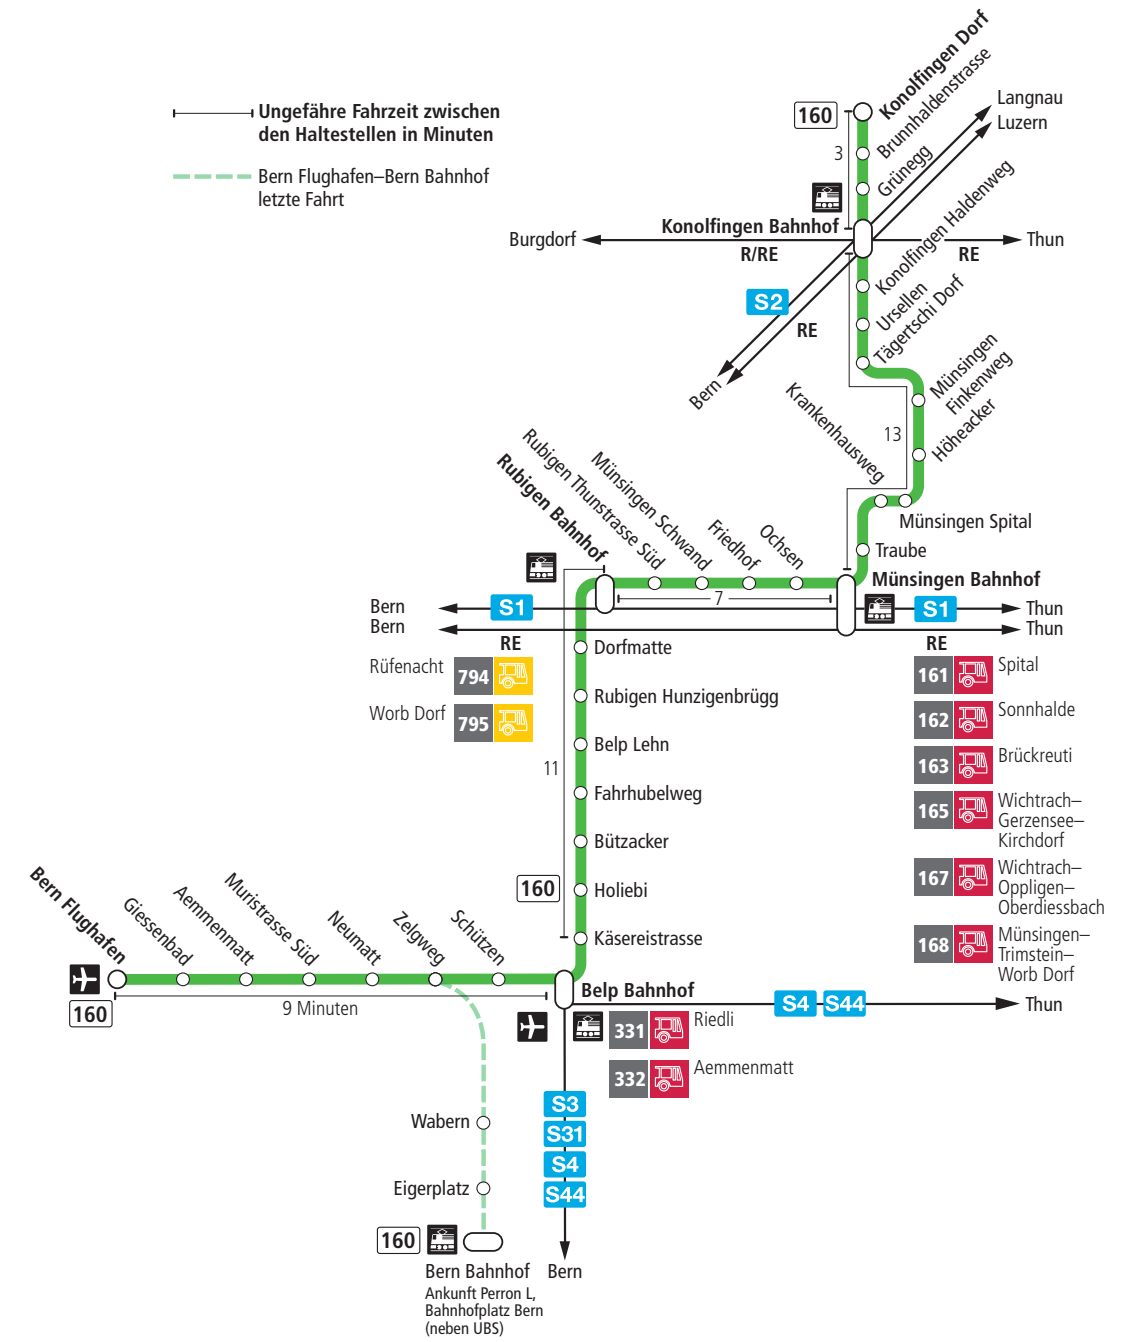 Ungefähre Fahrzeit zwischen
den Haltestellen in Minuten
Bern Flughafen–Bern Bahnhof
letzte Fahrt
160
Konolfingen Dorf
3
Brunnhaldenstrasse
Grünegg
Langnau
Luzern
Konolfingen Bahnhof
Burgdorf
R/RE
RE
Thun
Konolfingen Haldenweg
S2
RE
Ursellen
Tägertschi Dorf
Bern
Münsingen
Finkenweg
13
Höheacker
Krankenhausweg
Münsingen Spital
Traube
Münsingen Bahnhof
Rubigen Bahnhof
Rubigen Thunstrasse Süd
Münsingen Schwand
Friedhof
Ochsen
7
Bern
S1
S1
Thun
Bern
Thun
RE
RE
Rüfenacht
794
Worb Dorf
795
161
Spital
162
Sonnhalde
163
Brückreuti
165
Wichtrach–
Gerzensee–
Kirchdorf
167
Wichtrach–
Oppligen–
Oberdiessbach
168
Münsingen–
Trimstein–
Worb Dorf
Dorfmatte
Rubigen Hunzigenbrügg
Belp Lehn
11
Fahrhubelweg
Bützacker
160
Holiebi
Käsereistrasse
Bern Flughafen
Giessenbad
Aemmenmatt
Muristrasse Süd
Neumatt
Zelgweg
Schützen
160
9 Minuten
Belp Bahnhof
S4
S44
Thun
331
Riedli
332
Aemmenmatt
S3
S31
S4
S44
Bern
Wabern
Eigerplatz
160
Bern Bahnhof
Ankunft Perron L,
Bahnhofplatz Bern
(neben UBS)